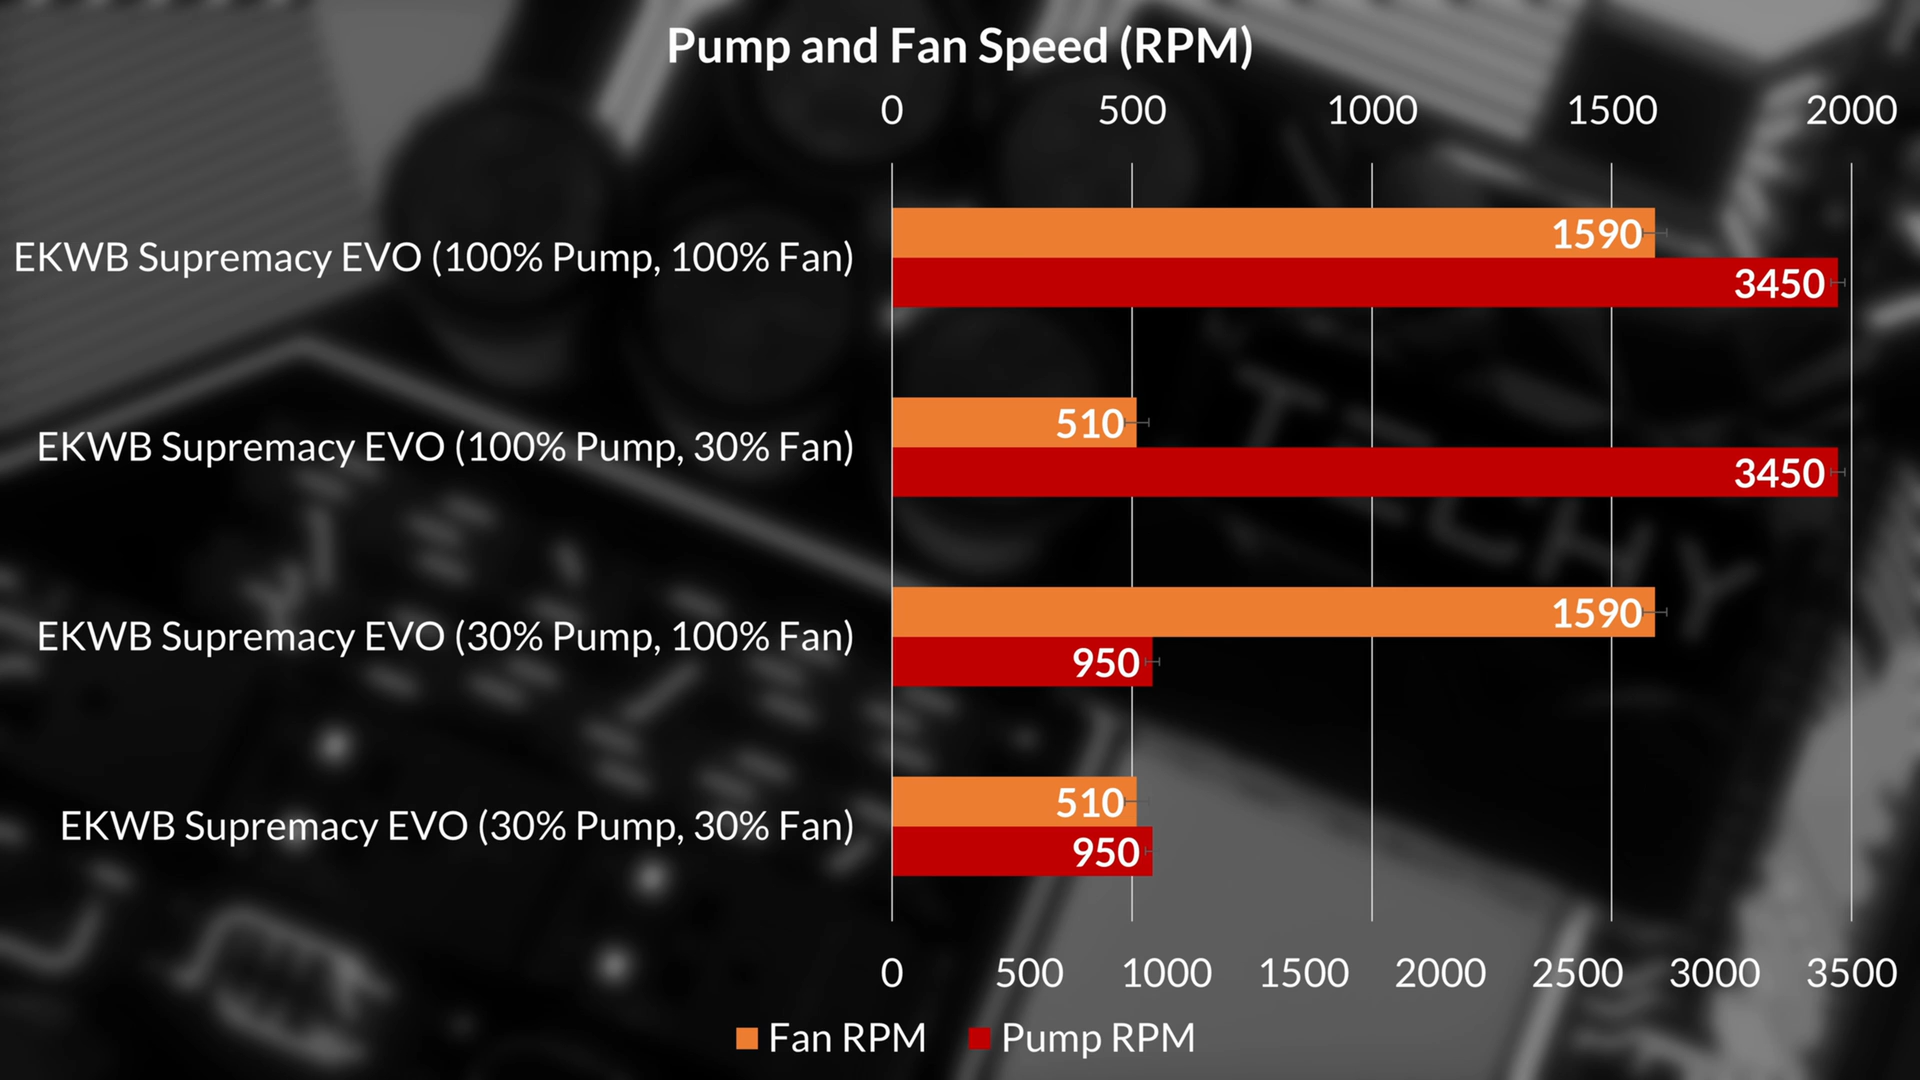 Pump and Fan Speed (RPM)
0 500 1000 1500 2000
EKWB Supremacy EVO (100% Pump, 100% Fan)
1590
3450
EKWB Supremacy EVO (100% Pump, 30% Fan)
510
3450
EKWB Supremacy EVO (30% Pump, 100% Fan)
1590
950
EKWB Supremacy EVO (30% Pump, 30% Fan)
510
950
TECHY
0 500 1000 1500 2000 2500 3000 3500
Fan RPM Pump RPM